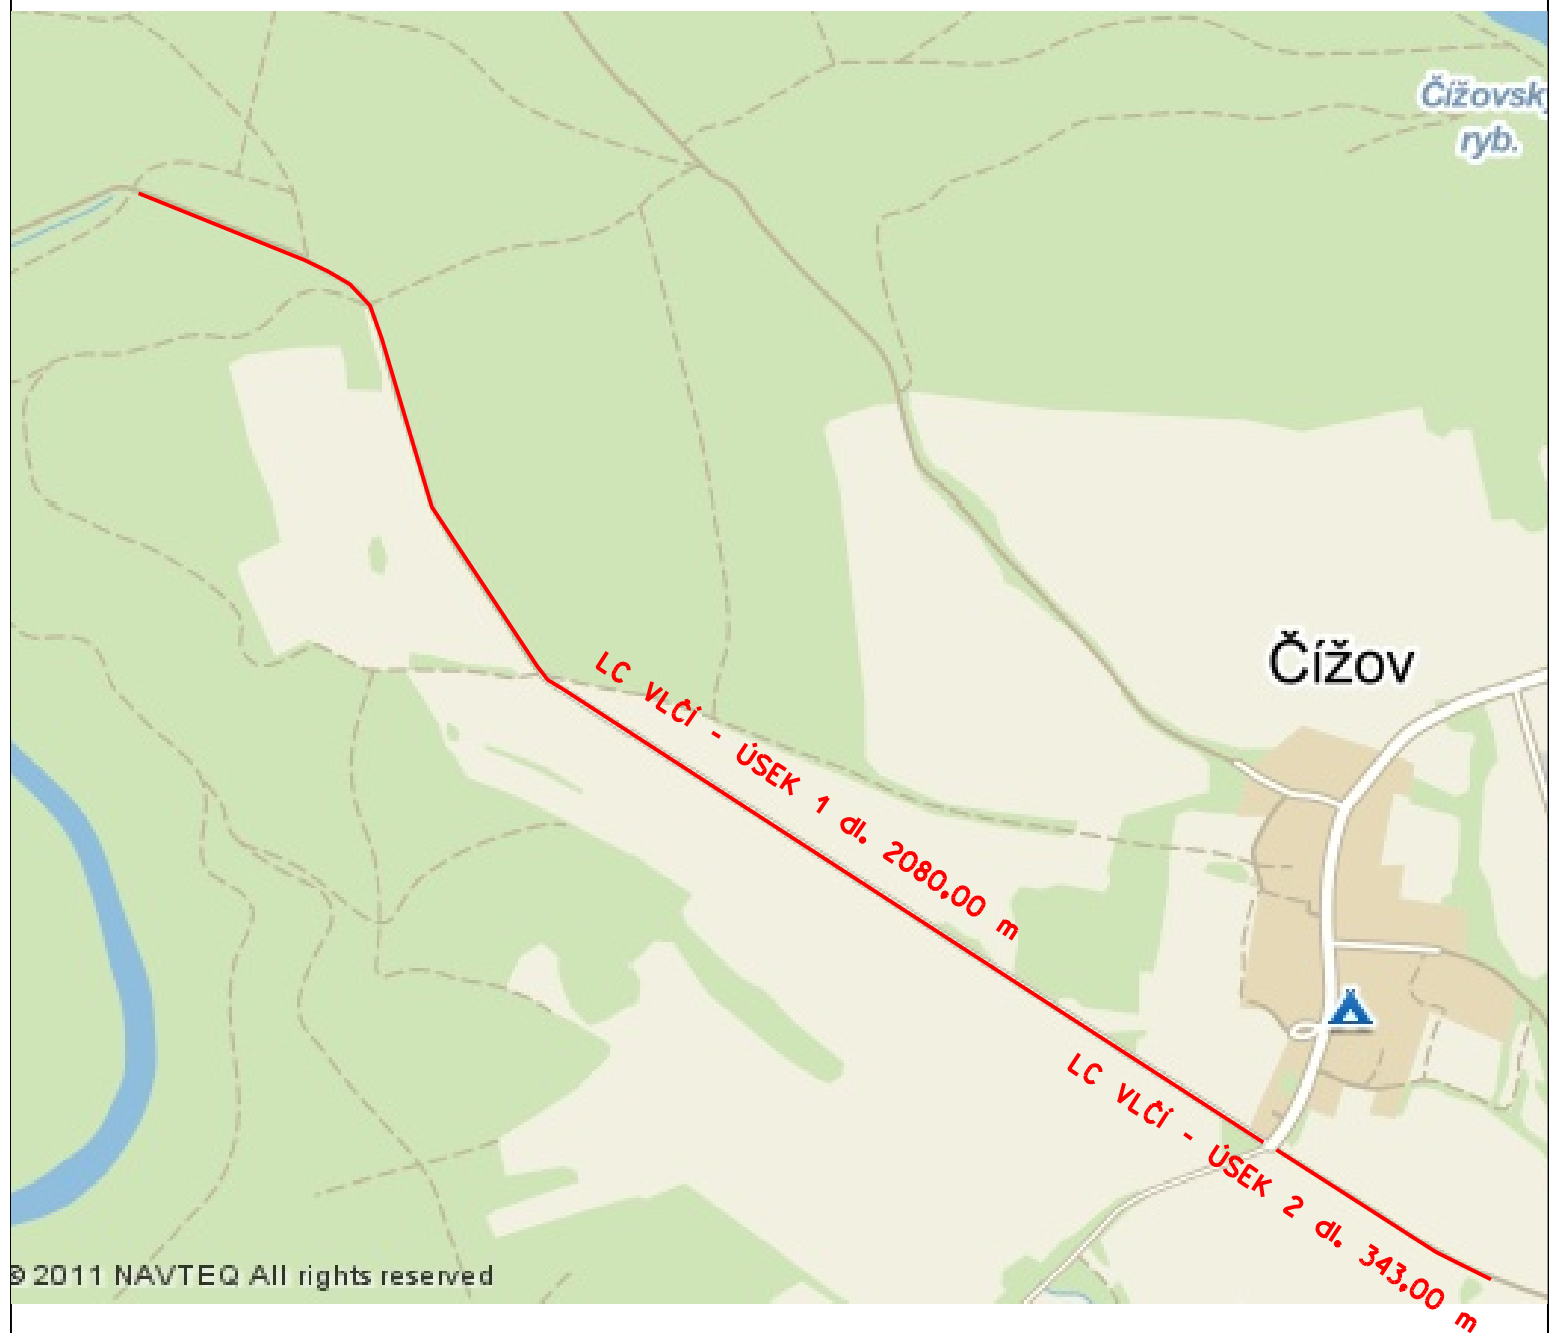 Čížovsk
ryb.
Čížov
LC VLČÍ - ÚSEK 1 dl. 2080,00 m
LC VLČÍ - ÚSEK 2 dl. 343,00 m
© 2011 NAVTEQ All rights reserved